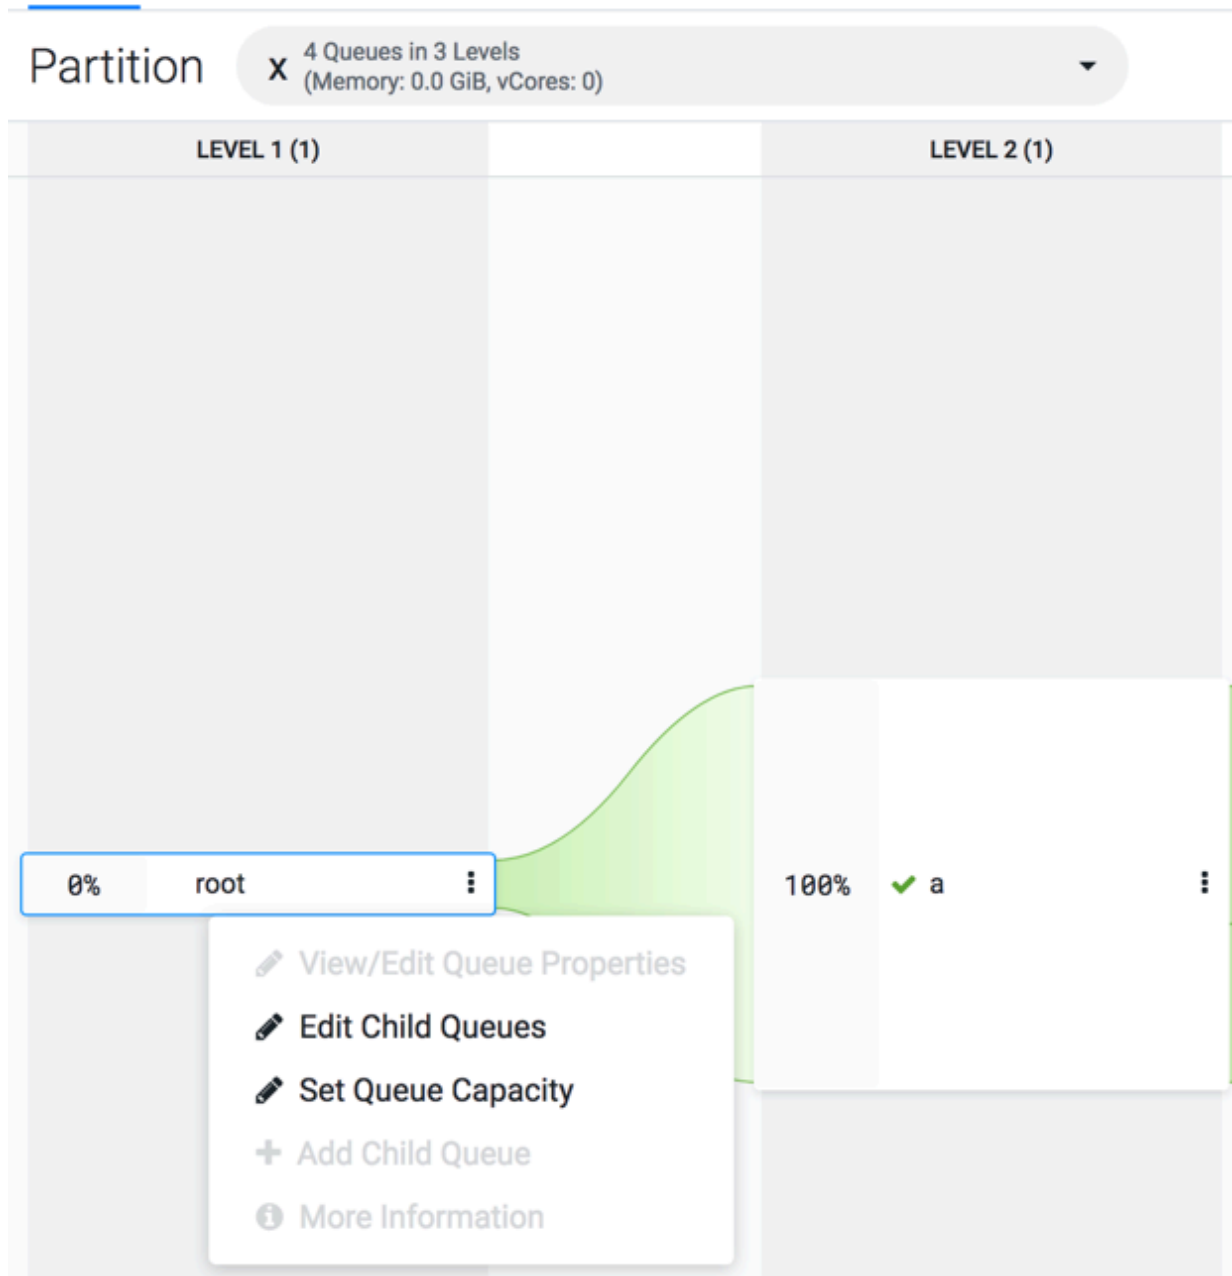 Partition
x
4 Queues in 3 Levels
(Memory: 0.0 GiB, vCores: 0)
LEVEL 1 (1)
LEVEL 2 (1)
0%
root
100%
a
View/Edit Queue Properties
Edit Child Queues
Set Queue Capacity
Add Child Queue
More Information